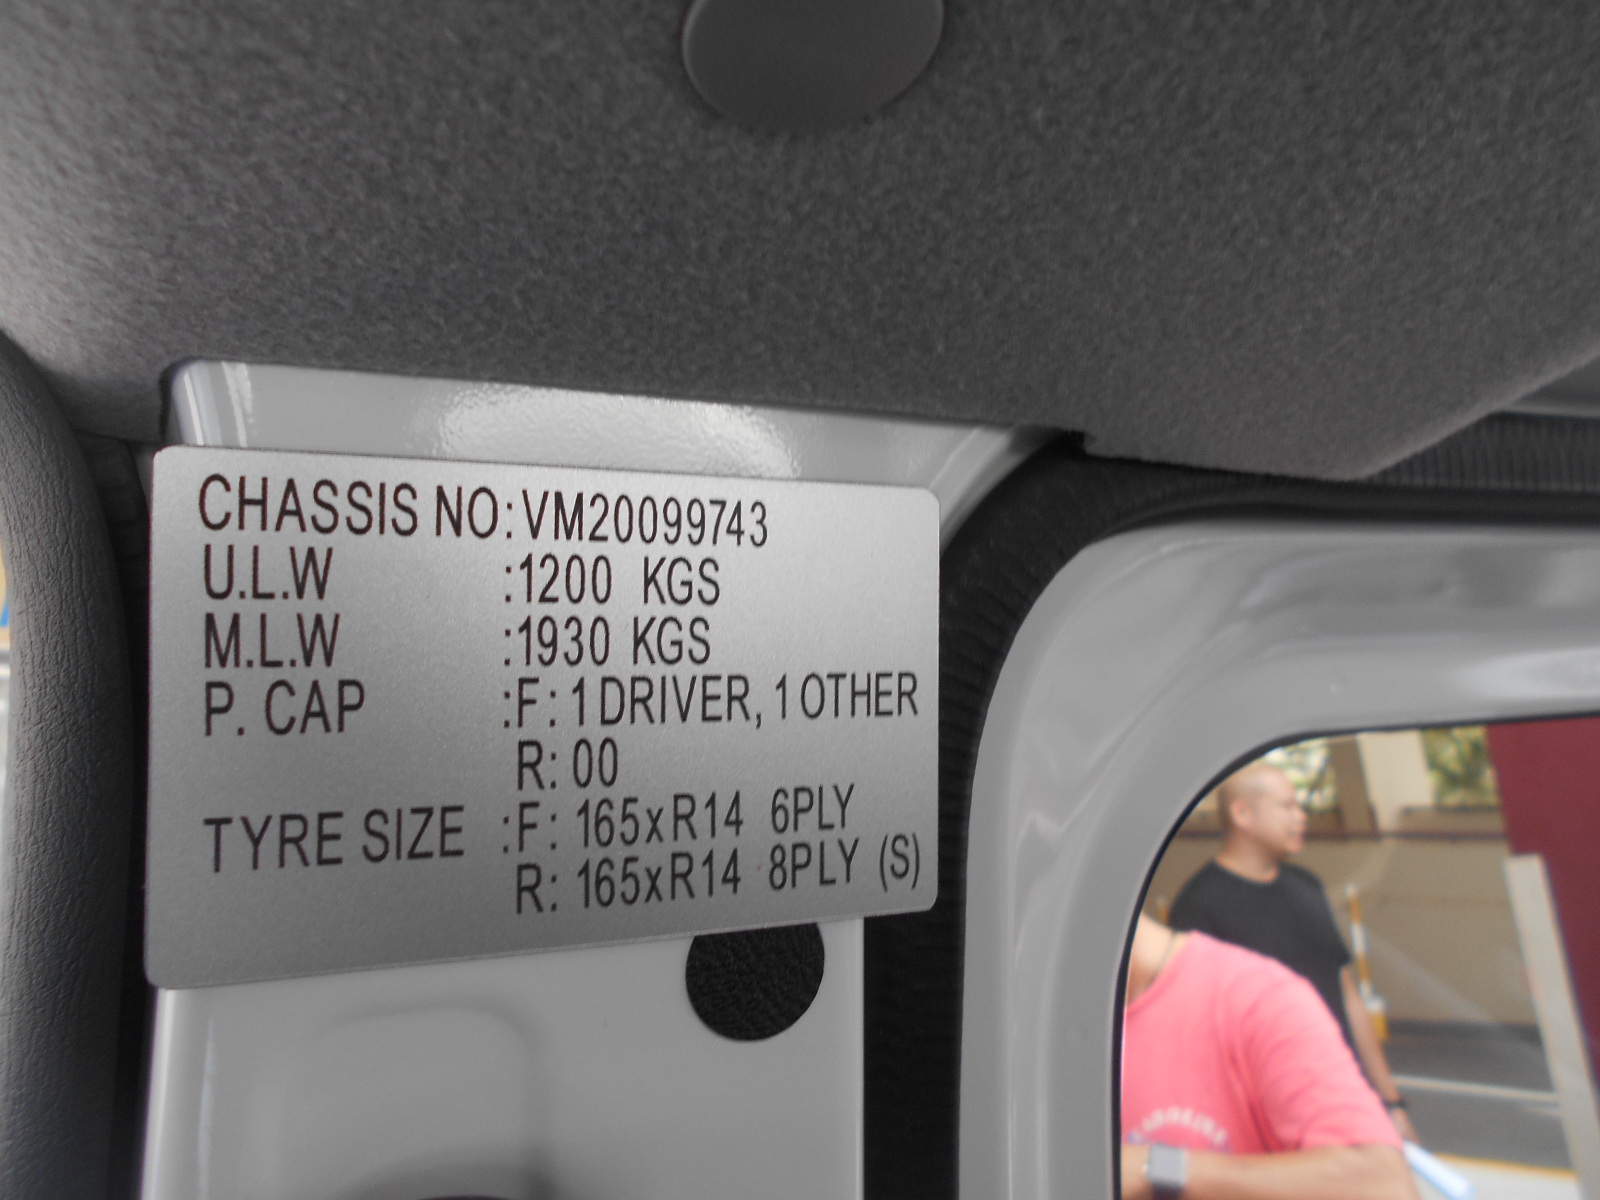 CHASSIS NO:VM20099743
U.L.W :1200 KGS
M.L.W :1930 KGS
P. CAP :F: 1 DRIVER, 1 OTHER
R: 00
TYRE SIZE :F: 165xR14 6PLY
R: 165xR14 8PLY (S)